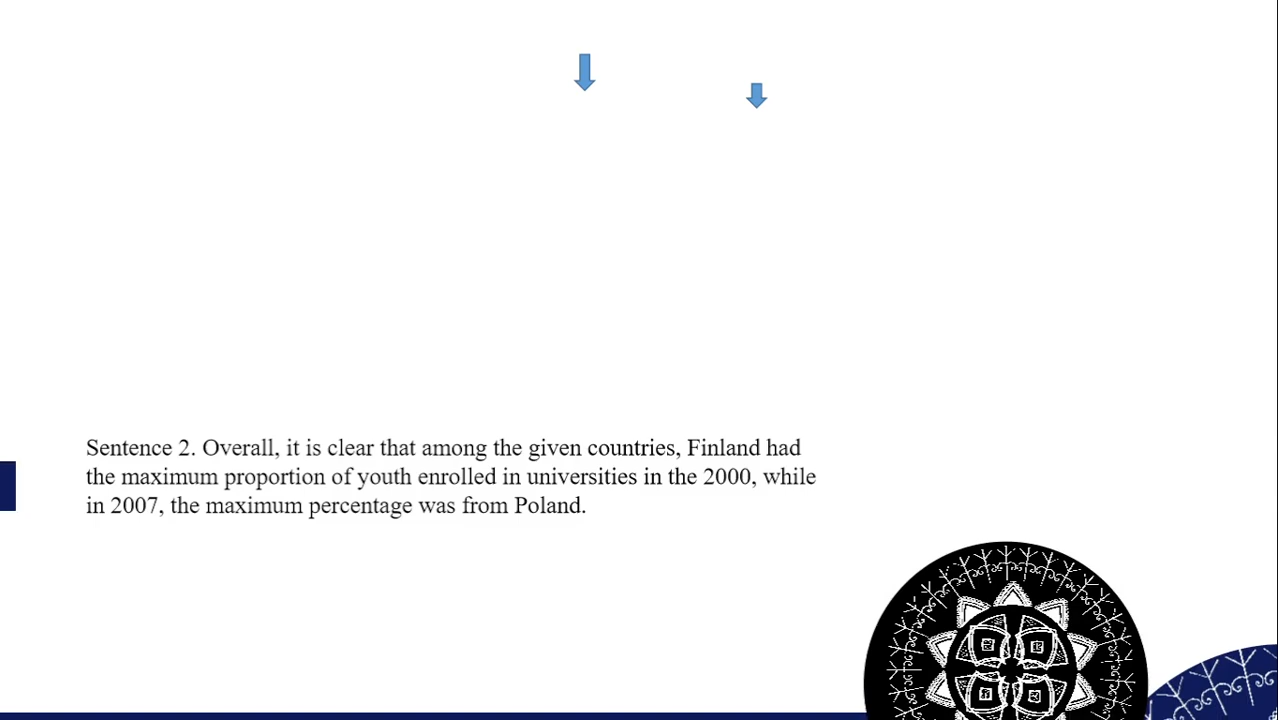 Sentence 2. Overall, it is clear that among the given countries, Finland had
the maximum proportion of youth enrolled in universities in the 2000, while
in 2007, the maximum percentage was from Poland.